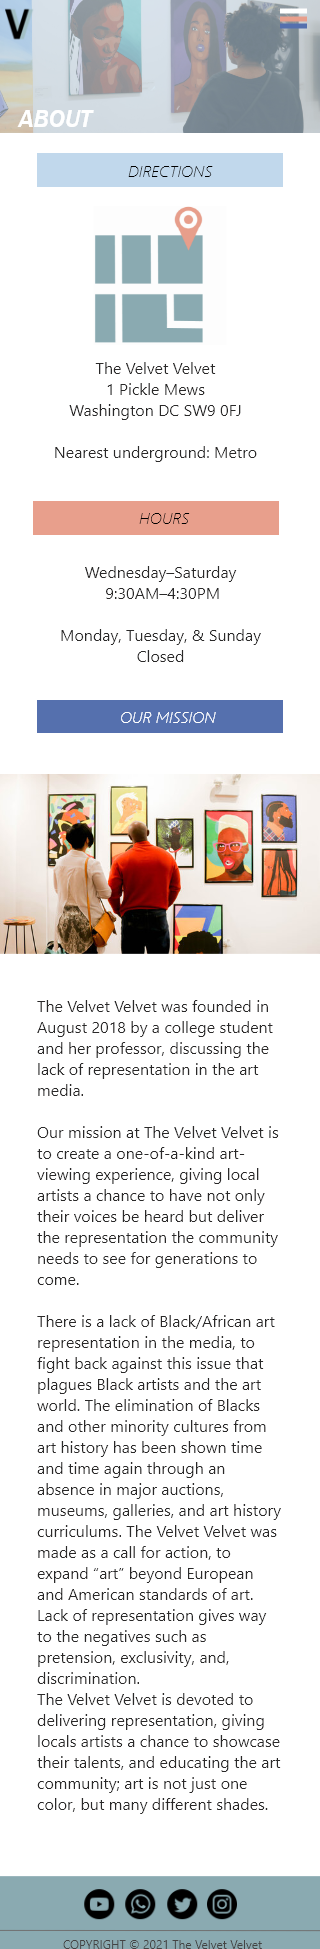 V
ABOUT
DIRECTIONS
The Velvet Velvet
1 Pickle Mews
Washington DC SW9 0FJ
Nearest underground: Metro
HOURS
Wednesday–Saturday
9:30AM–4:30PM
Monday, Tuesday, & Sunday
Closed
OUR MISSION
The Velvet Velvet was founded in
August 2018 by a college student
and her professor, discussing the
lack of representation in the art
media.
Our mission at The Velvet Velvet is
to create a one-of-a-kind art-
viewing experience, giving local
artists a chance to have not only
their voices be heard but deliver
the representation the community
needs to see for generations to
come.
There is a lack of Black/African art
representation in the media, to
fight back against this issue that
plagues Black artists and the art
world. The elimination of Blacks
and other minority cultures from
art history has been shown time
and time again through an
absence in major auctions,
museums, galleries, and art history
curriculums. The Velvet Velvet was
made as a call for action, to
expand “art” beyond European
and American standards of art.
Lack of representation gives way
to the negatives such as
pretension, exclusivity, and,
discrimination.
The Velvet Velvet is devoted to
delivering representation, giving
locals artists a chance to showcase
their talents, and educating the art
community; art is not just one
color, but many different shades.
COPYRIGHT © 2021 The Velvet Velvet